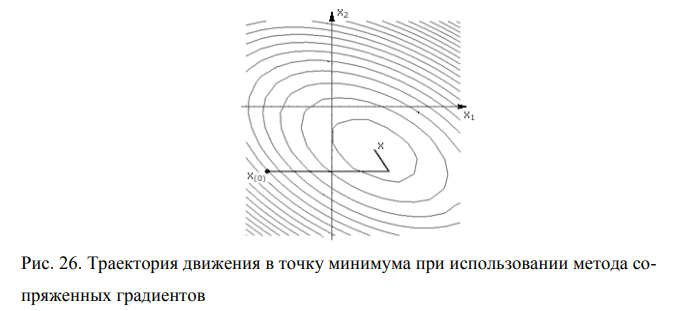 X2
X1
X
X(0)
Рис. 26. Траектория движения в точку минимума при использовании метода со-
пряженных градиентов